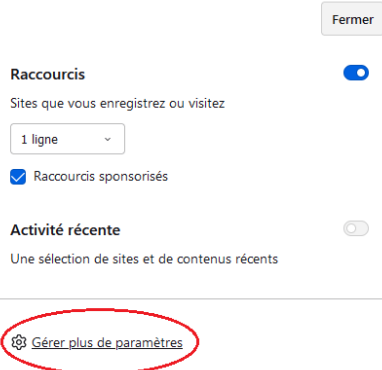 Fermer
Raccourcis
Sites que vous enregistrez ou visitez
1 ligne
Raccourcis sponsorisés
Activité récente
Une sélection de sites et de contenus récents
Gérer plus de paramètres